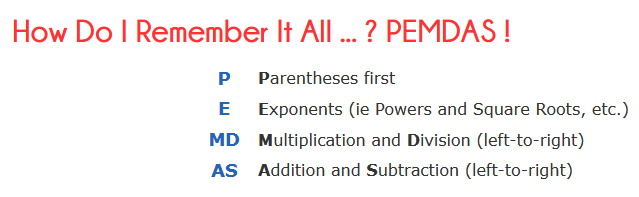 How Do I Remember It All ... ? PEMDAS !
P Parentheses first
E Exponents (ie Powers and Square Roots, etc.)
MD Multiplication and Division (left-to-right)
AS Addition and Subtraction (left-to-right)